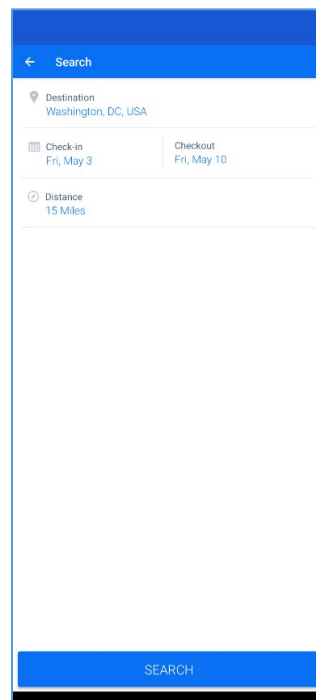 Search
Destination
Washington, DC, USA
Check-in
Fri, May 3
Checkout
Fri, May 10
Distance
15 Miles
SEARCH